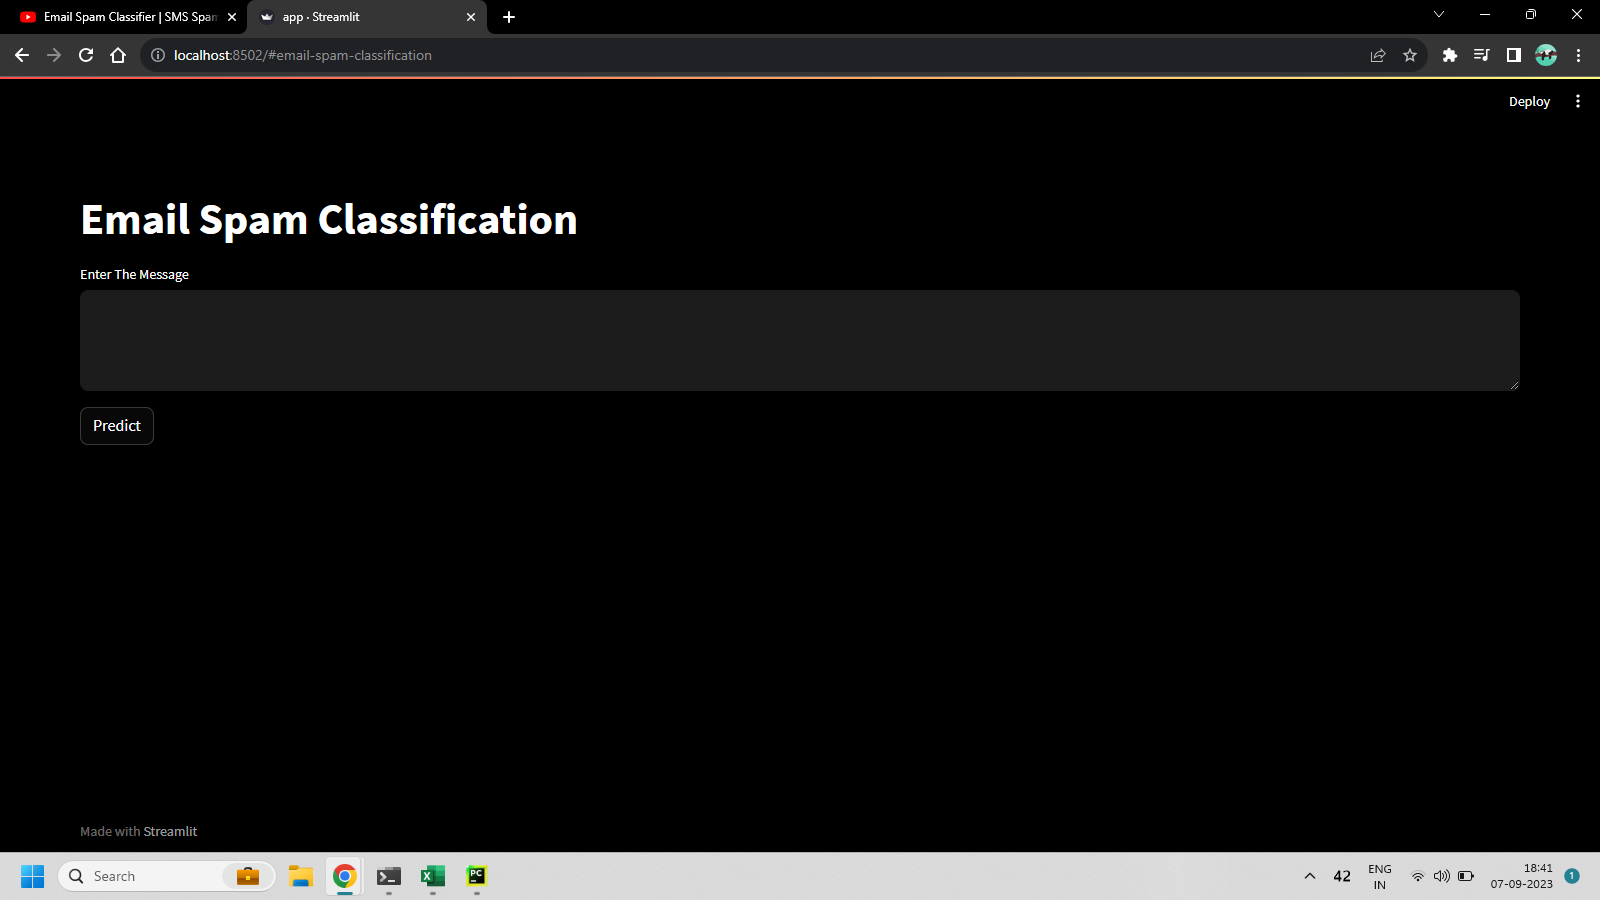 Email Spam Classifier | SMS Spam
app · Streamlit
localhost:8502/#email-spam-classification
Deploy
Email Spam Classification
Enter The Message
Predict
Made with Streamlit
Search
PC
42
ENG
IN
18:41
07-09-2023
1